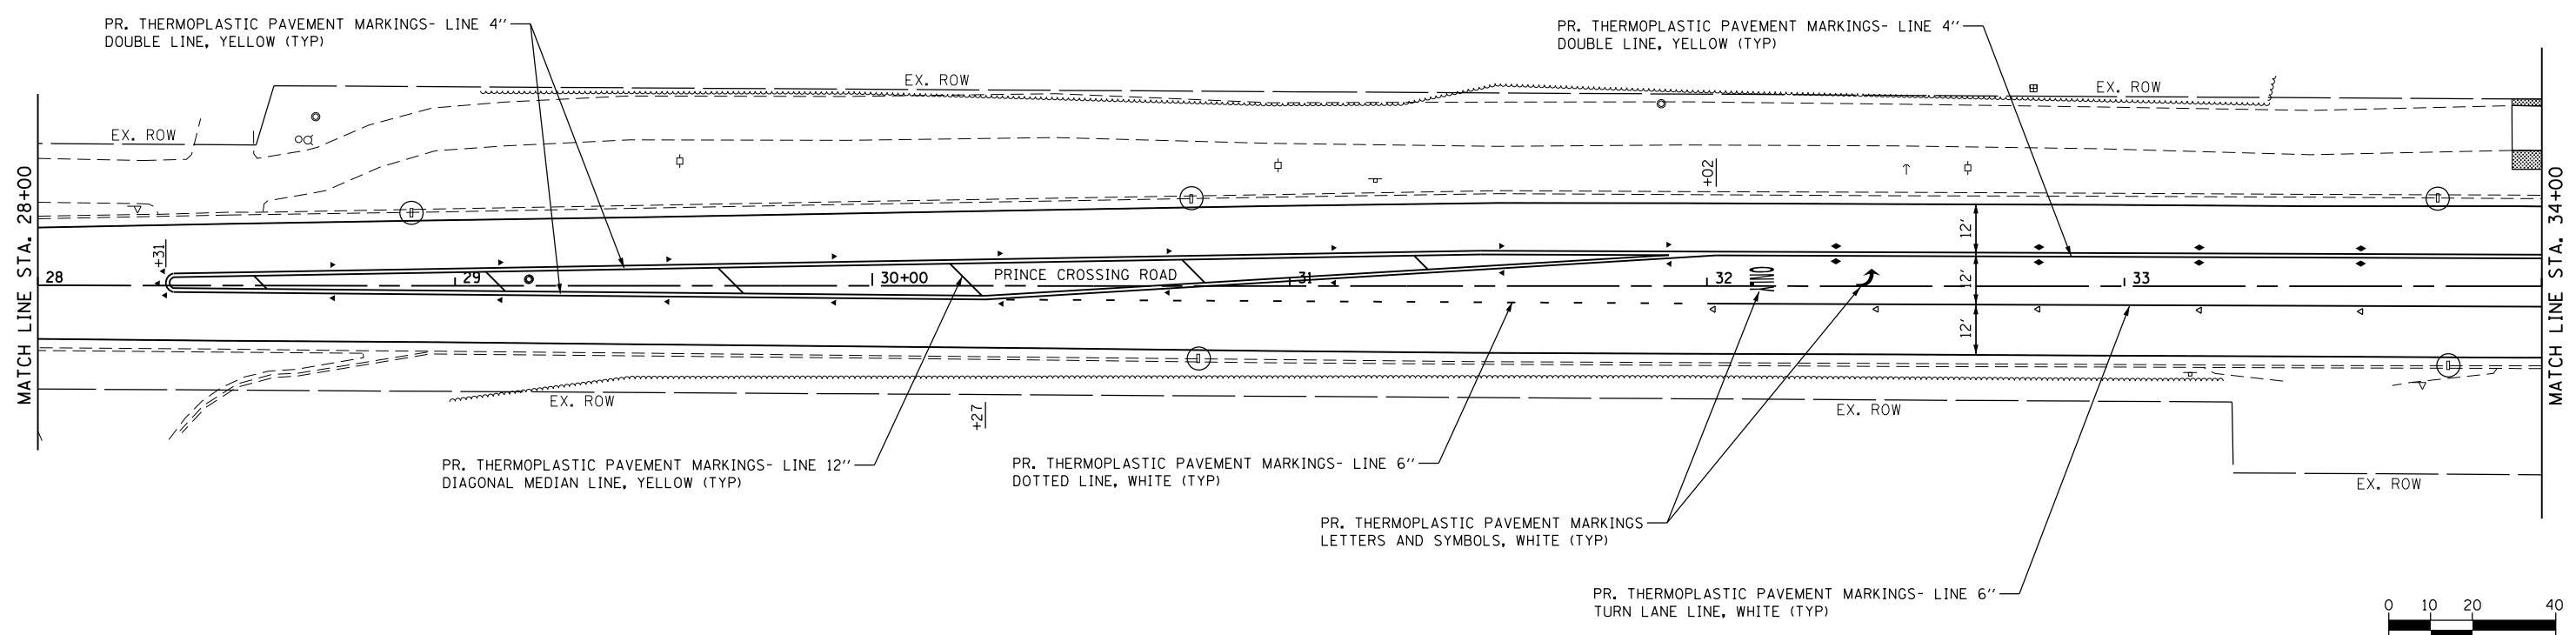 PR. THERMOPLASTIC PAVEMENT MARKINGS- LINE 4''
DOUBLE LINE, YELLOW (TYP)
PR. THERMOPLASTIC PAVEMENT MARKINGS- LINE 4''
DOUBLE LINE, YELLOW (TYP)
EX. ROW
EX. ROW
EX. ROW
MATCH LINE STA. 28+00
MATCH LINE STA. 34+00
+31
+02
12'
12'
12'
28
29
30+00
PRINCE CROSSING ROAD
31
32
33
EX. ROW
+27
EX. ROW
EX. ROW
PR. THERMOPLASTIC PAVEMENT MARKINGS- LINE 12''
DIAGONAL MEDIAN LINE, YELLOW (TYP)
PR. THERMOPLASTIC PAVEMENT MARKINGS- LINE 6''
DOTTED LINE, WHITE (TYP)
PR. THERMOPLASTIC PAVEMENT MARKINGS
LETTERS AND SYMBOLS, WHITE (TYP)
PR. THERMOPLASTIC PAVEMENT MARKINGS- LINE 6''
TURN LANE LINE, WHITE (TYP)
0 10 20 40